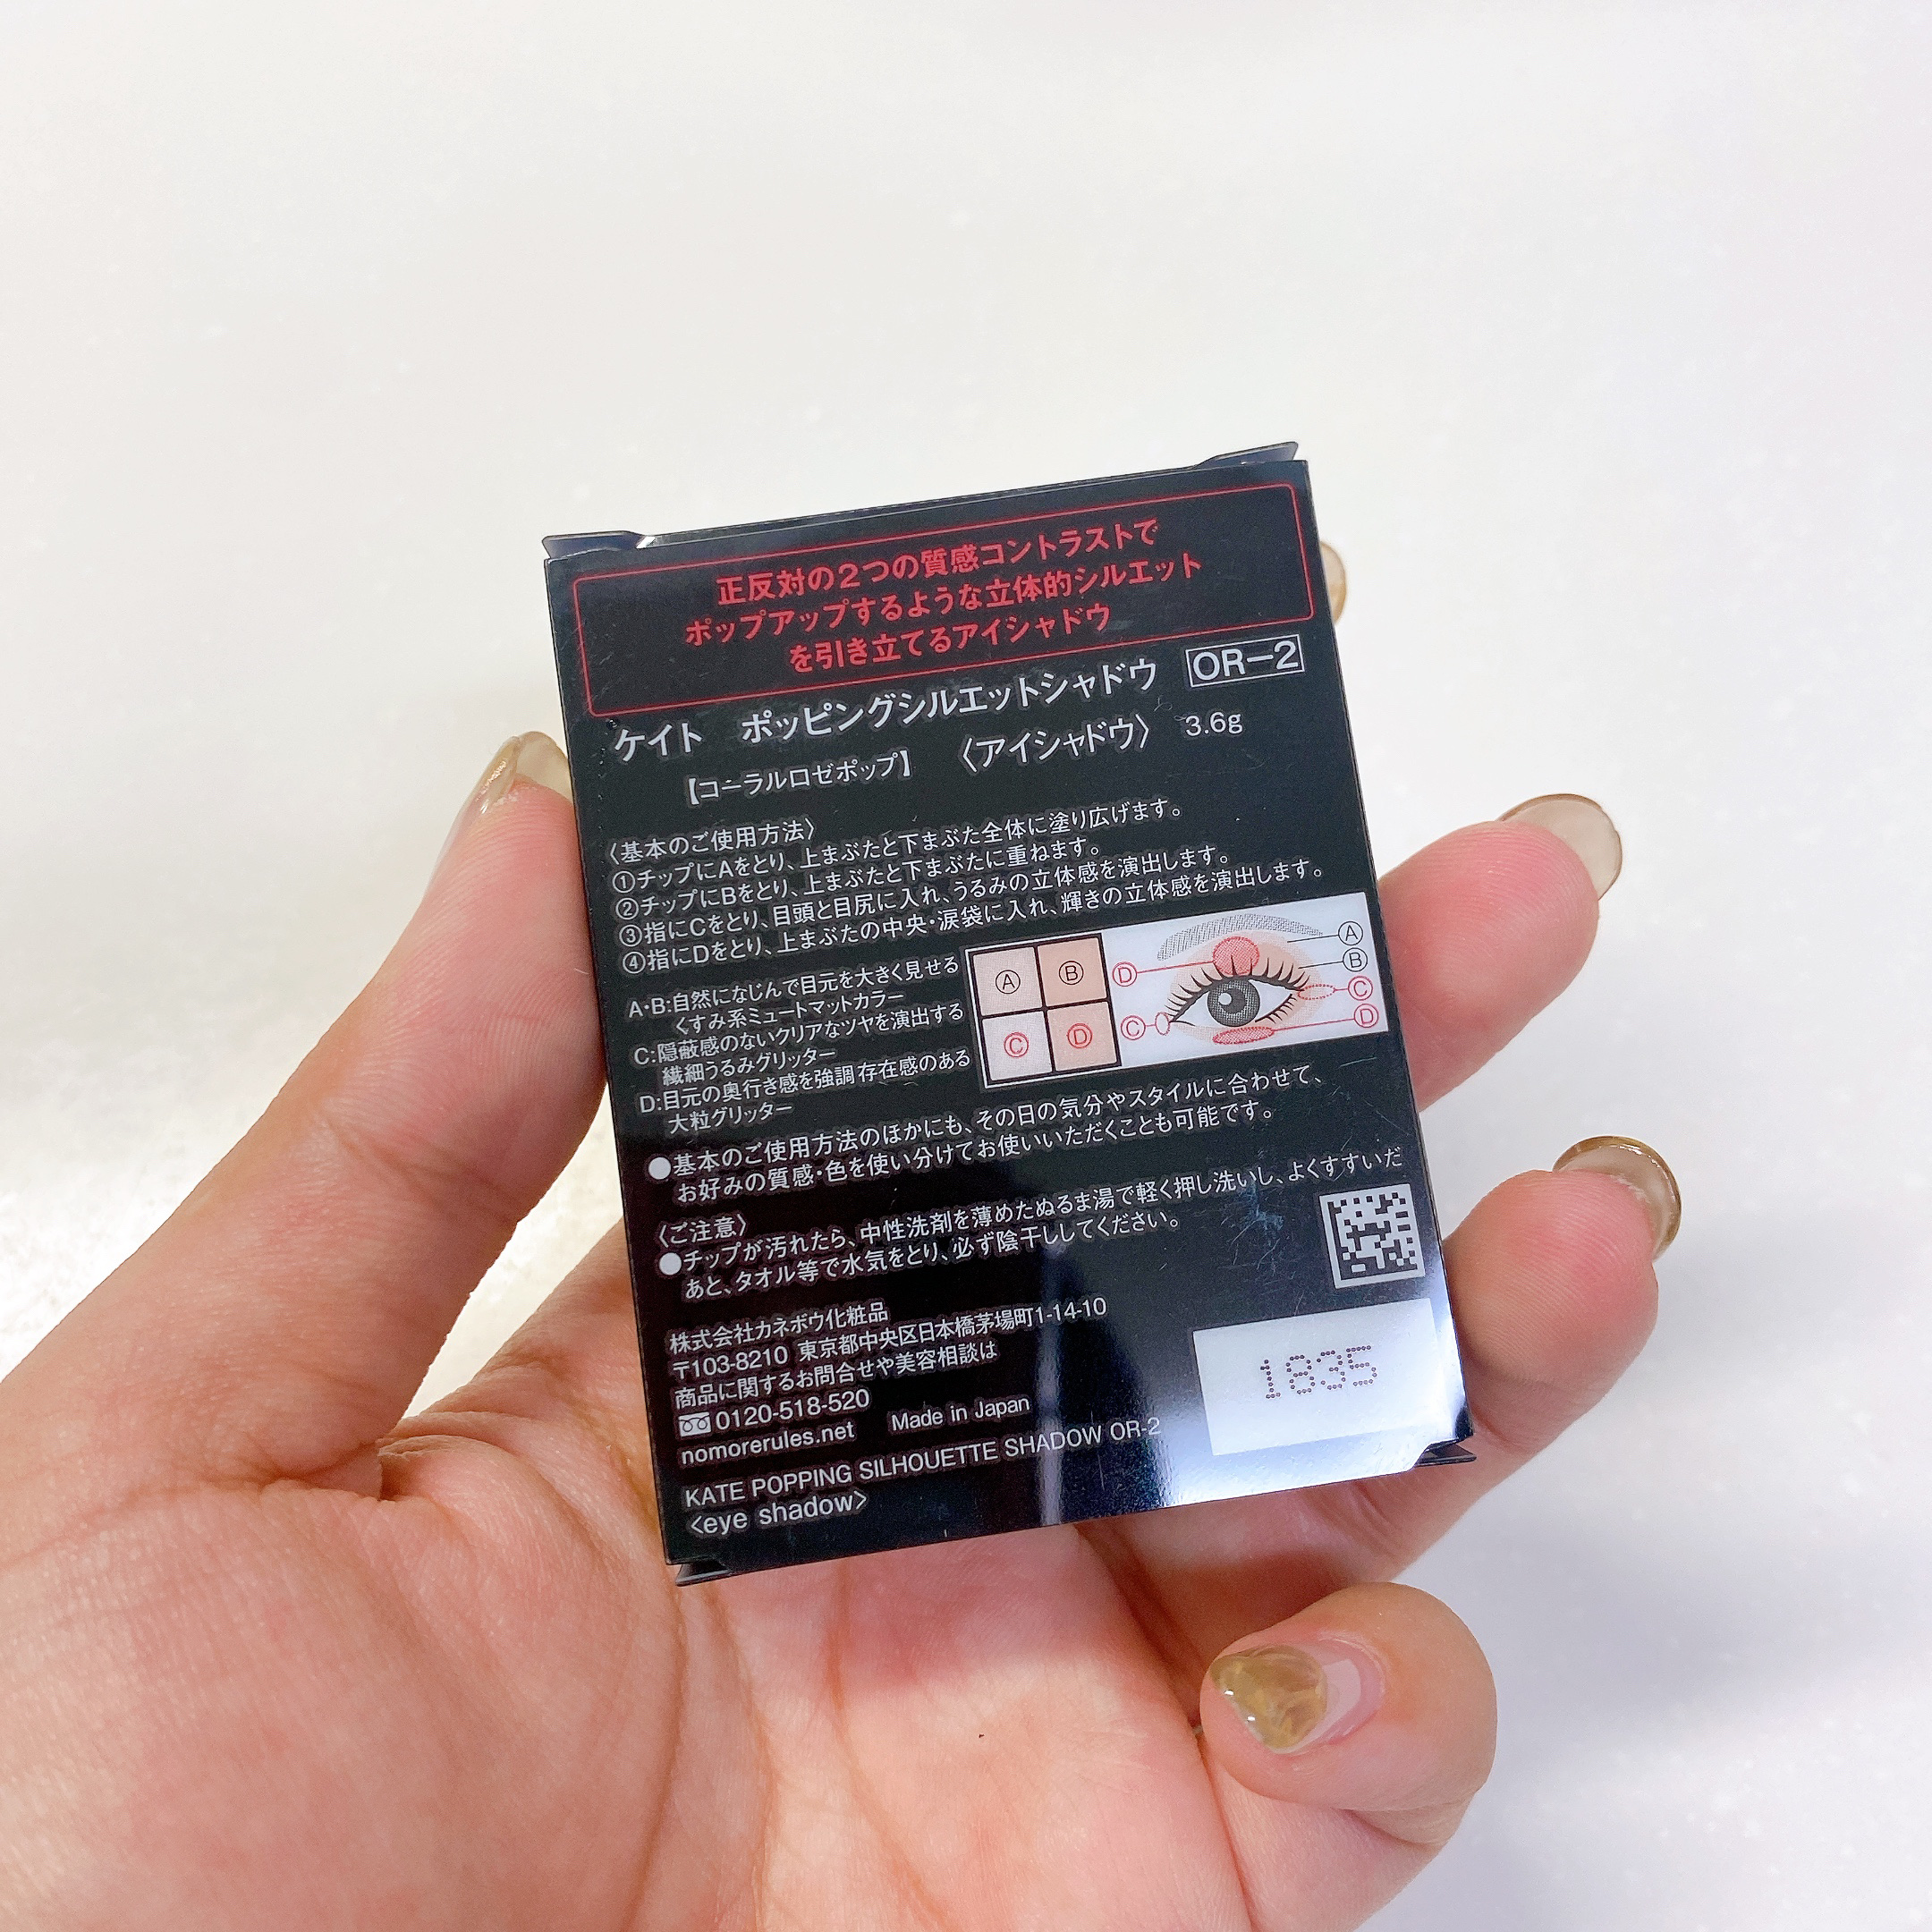 正反対の2つの質感コントラストで
ポップアップするような立体的シルエット
を引き立てるアイシャドウ
ケイト ポッピングシルエットシャドウ OR-2
【コーラルロゼポップ】 〈アイシャドウ〉 3.6g
〈基本のご使用方法〉
①チップにAをとり、上まぶたと下まぶた全体に塗り広げます。
②チップにBをとり、上まぶたと下まぶたに重ねます。
③指にCをとり、目頭と目尻に入れ、うるみの立体感を演出します。
④指にDをとり、上まぶたの中央・涙袋に入れ、輝きの立体感を演出します。
A・B:自然になじんで目元を大きく見せる
くすみ系ミュートマットカラー
C:隠蔽感のないクリアなツヤを演出する
繊細うるみグリッター
D:目元の奥行き感を強調 存在感のある
大粒グリッター
Ⓐ Ⓑ
Ⓒ Ⓓ
Ⓓ Ⓐ
Ⓑ
Ⓒ Ⓒ
Ⓓ
●基本のご使用方法のほかにも、その日の気分やスタイルに合わせて、
お好みの質感・色を使い分けてお使いいただくことも可能です。
〈ご注意〉
●チップが汚れたら、中性洗剤を薄めたぬるま湯で軽く押し洗いし、よくすすいだ
あと、タオル等で水気をとり、必ず陰干ししてください。
株式会社カネボウ化粧品
〒103-8210 東京都中央区日本橋茅場町1-14-10
商品に関するお問合せや美容相談は
0120-518-520
nomorerules.net Made in Japan
KATE POPPING SILHOUETTE SHADOW OR-2
<eye shadow>
1835